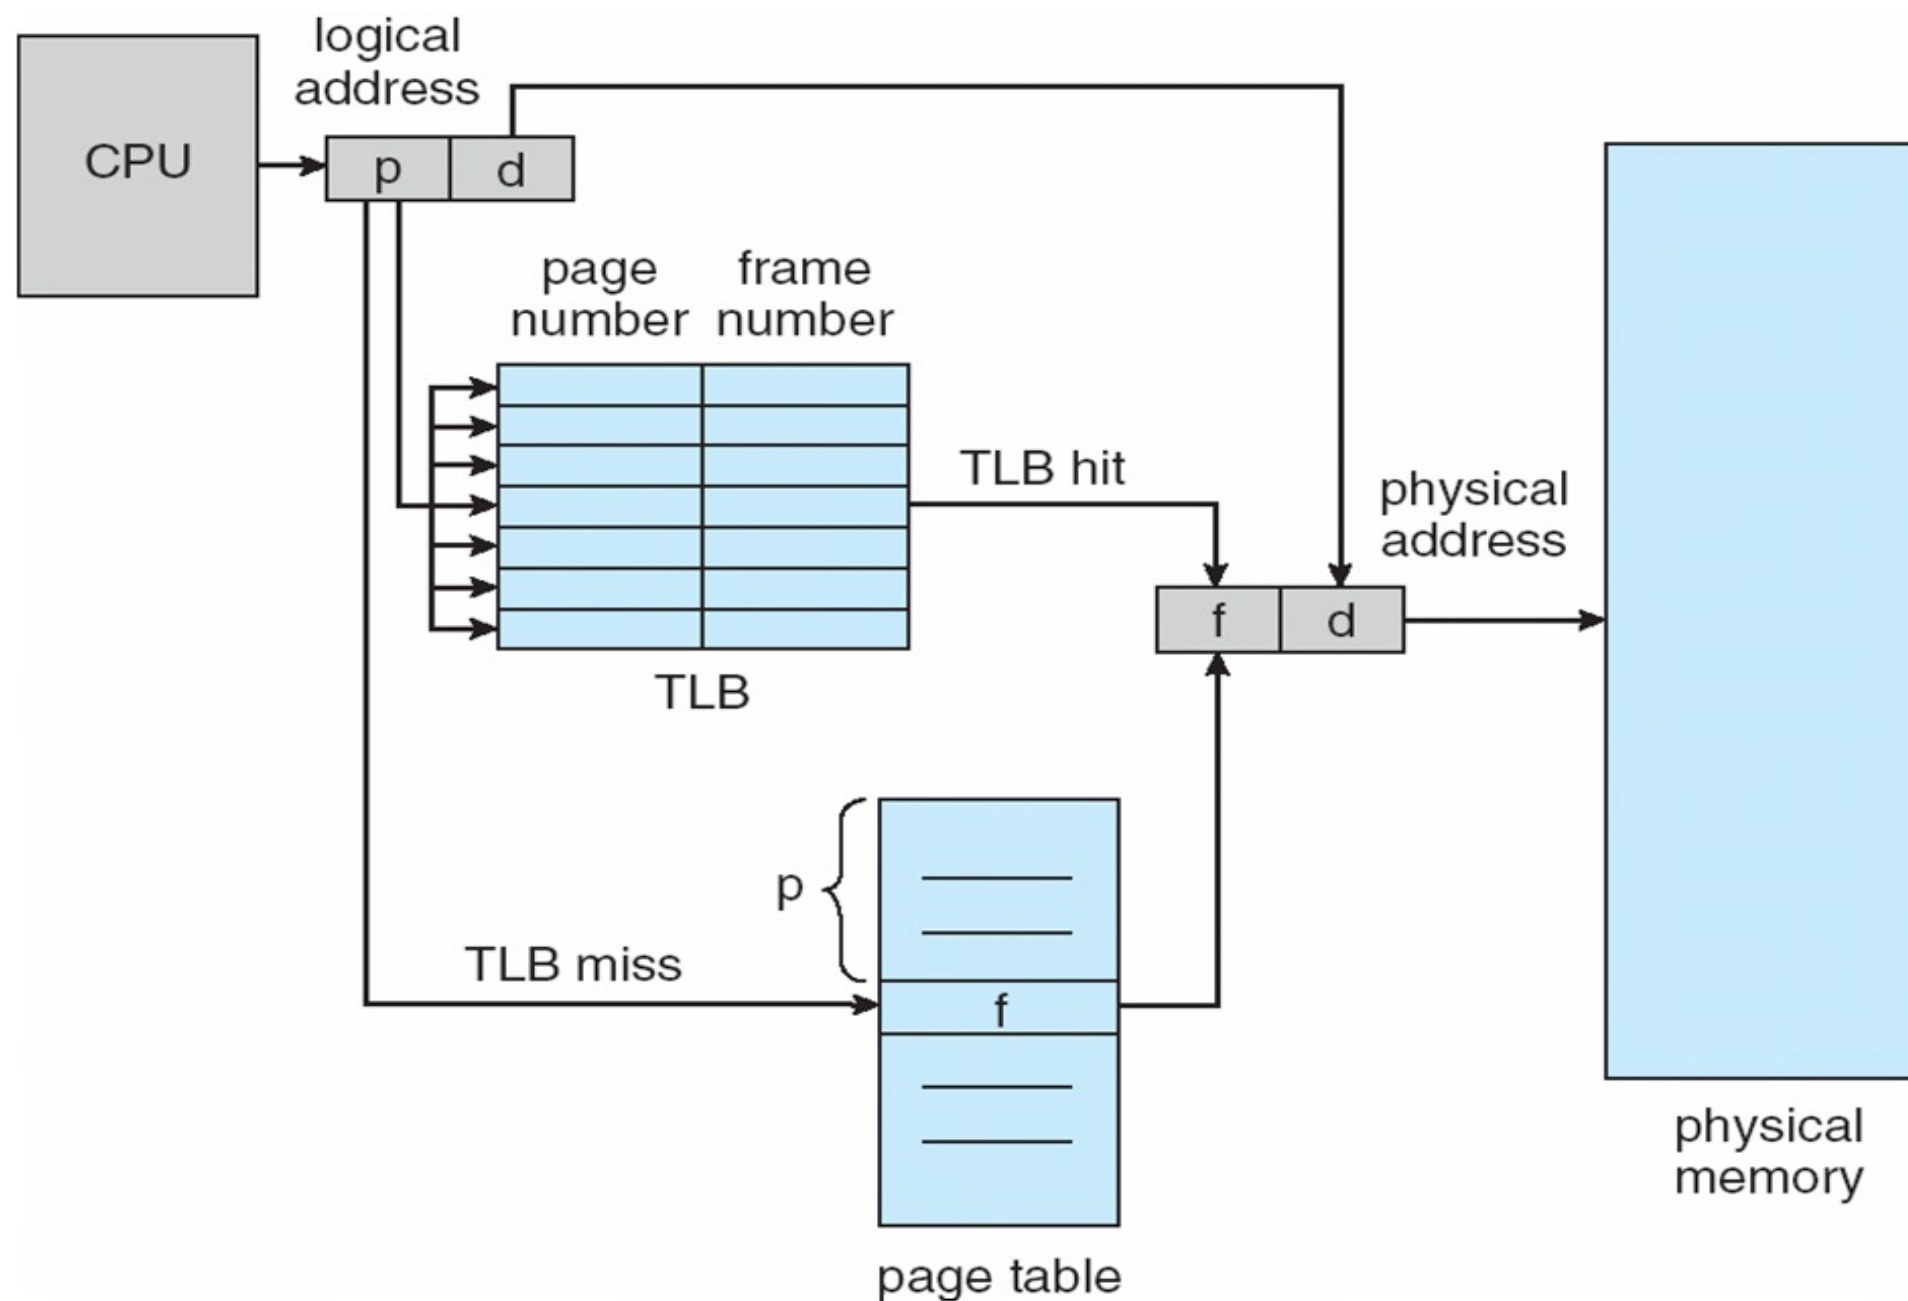 logical
address
CPU
p
d
page
number
frame
number
TLB hit
physical
address
f
d
TLB
p
TLB miss
f
physical
memory
page table